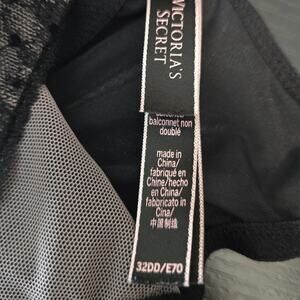 VICTORIA'S
SECRET
balconnet non
doublé
made in
China/
fabriqué en
Chine/hecho
en China/
fabricato in
Cina/
中国制造
32DD/E70